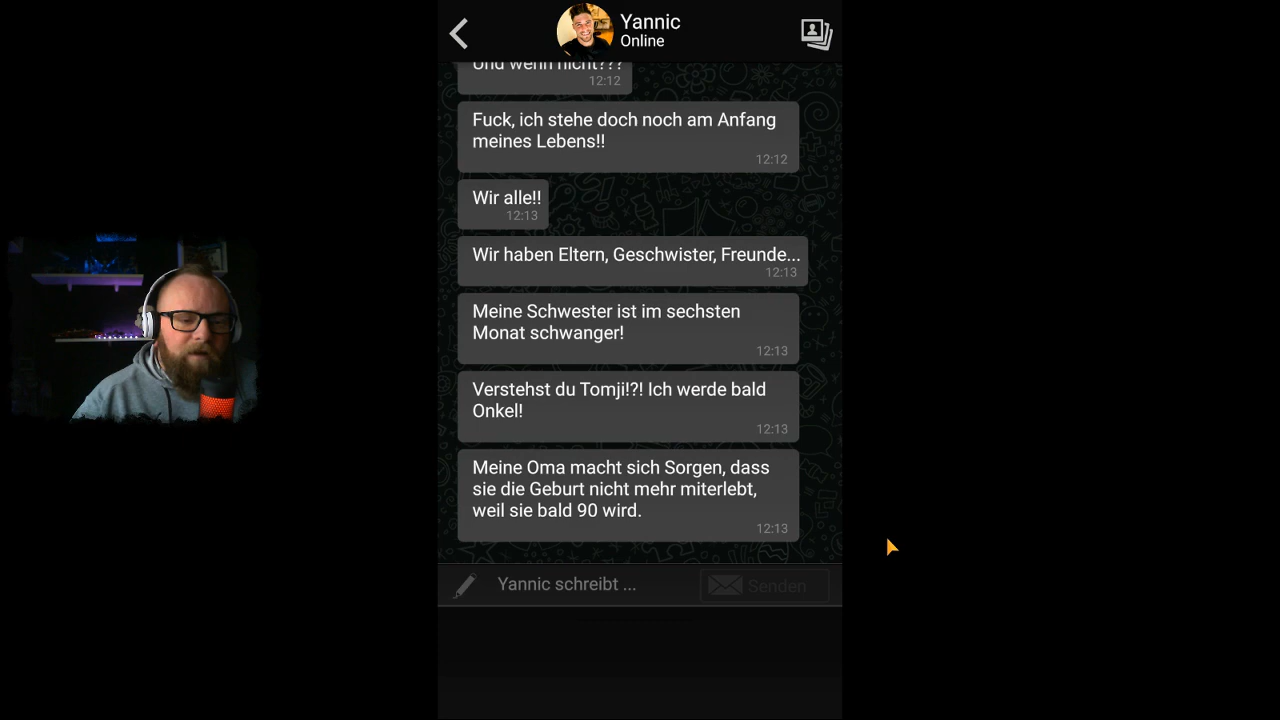 Yannic
Online
Und wenn nicht???
12:12
Fuck, ich stehe doch noch am Anfang
meines Lebens!!
12:12
Wir alle!!
12:13
Wir haben Eltern, Geschwister, Freunde...
12:13
Meine Schwester ist im sechsten
Monat schwanger!
12:13
Verstehst du Tomji!?! Ich werde bald
Onkel!
12:13
Meine Oma macht sich Sorgen, dass
sie die Geburt nicht mehr miterlebt,
weil sie bald 90 wird.
12:13
Yannic schreibt ...
Senden